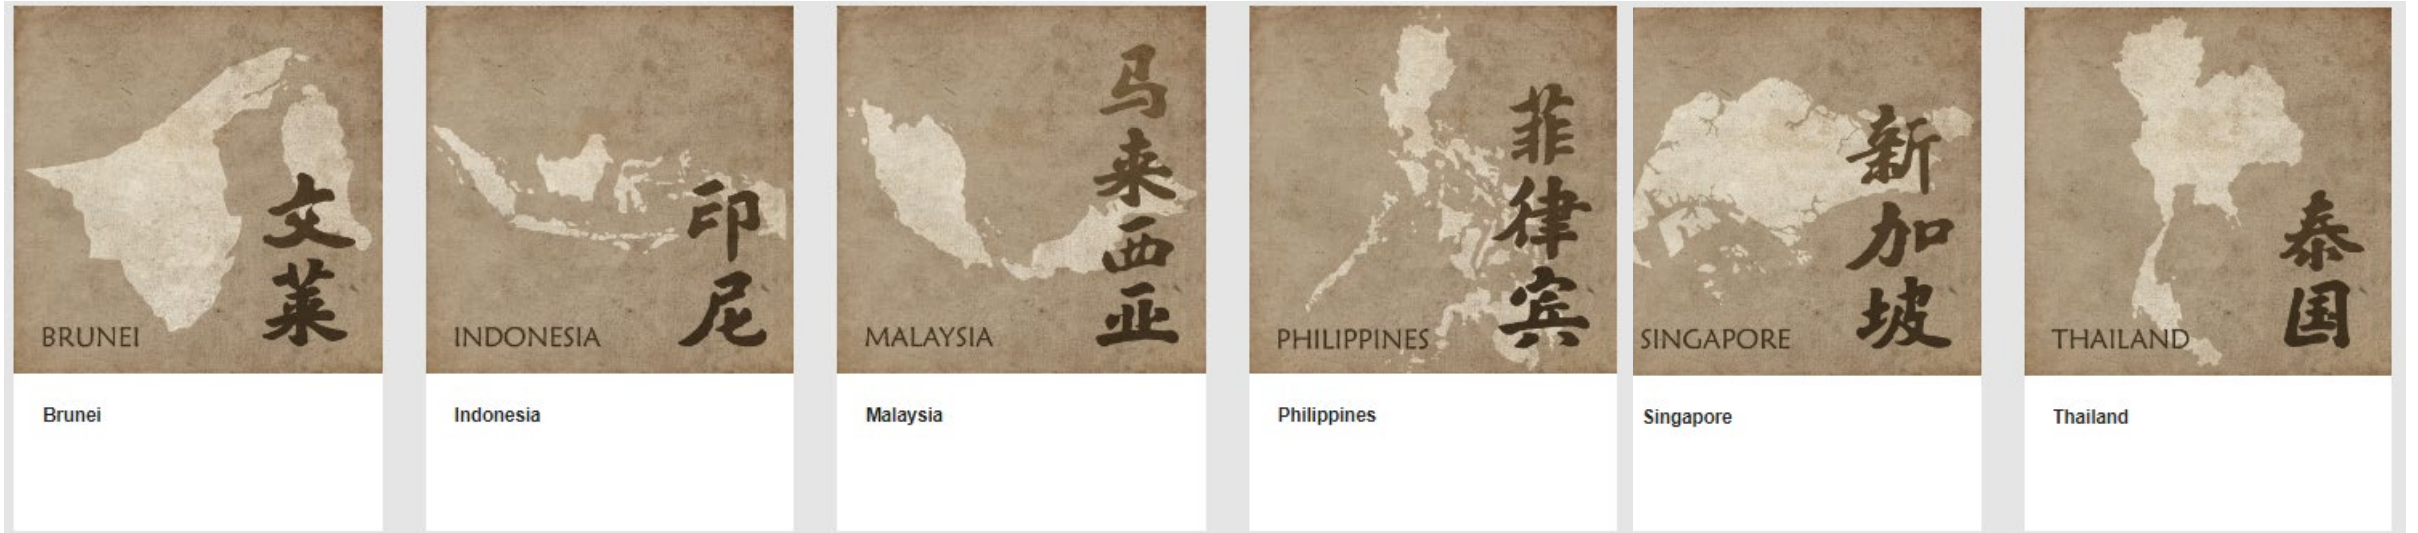 BRUNEI
文莱
Brunei
INDONESIA
印尼
Indonesia
MALAYSIA
马来西亚
Malaysia
PHILIPPINES
菲律宾
Philippines
SINGAPORE
新加坡
Singapore
THAILAND
泰国
Thailand